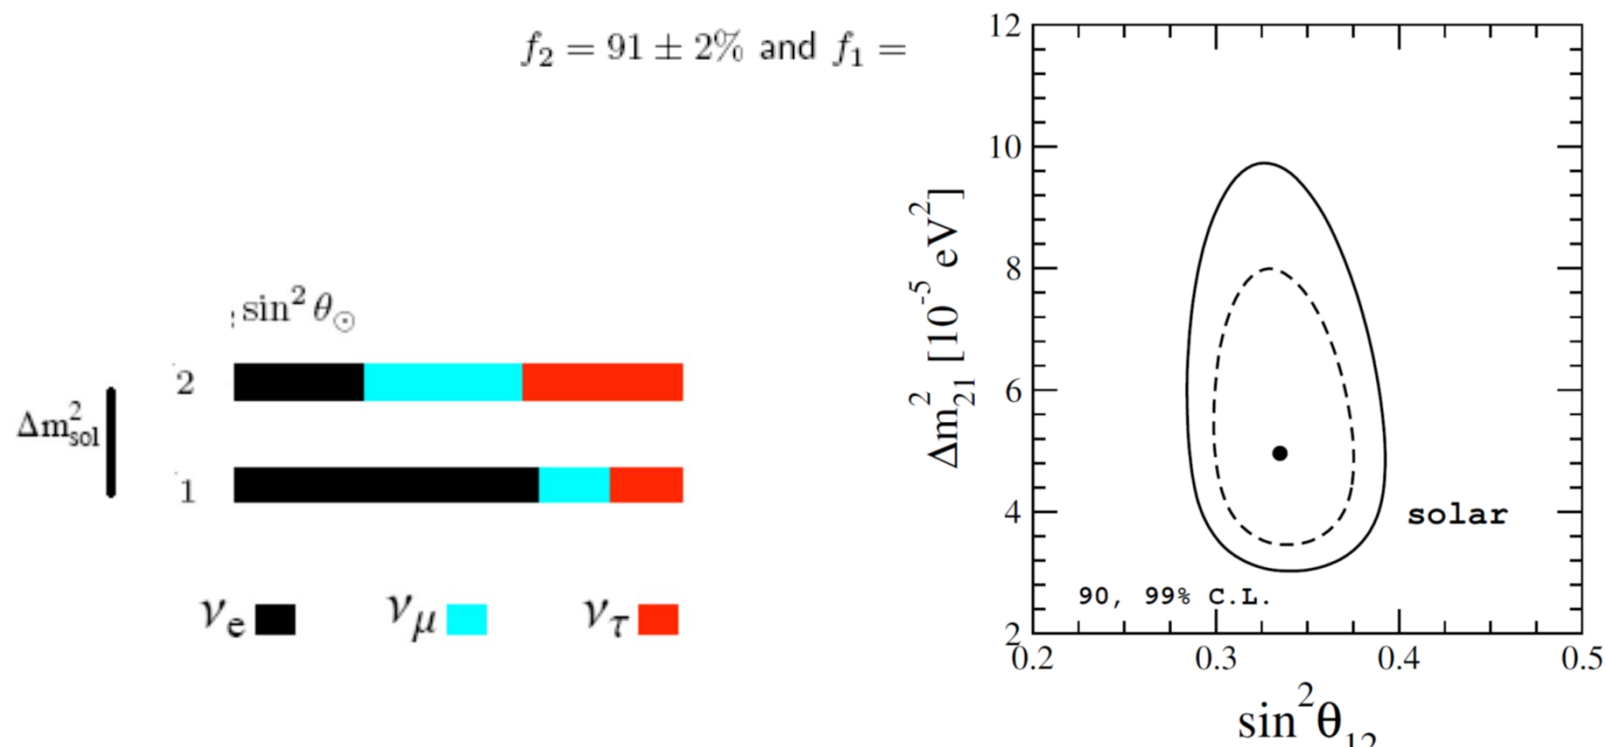 f₂ = 91 ± 2% and f₁ =
sin² θ⊙
2
Δm²sol
1
νe
νμ
ντ
12
10
8
6
4
2
Δm²₂₁ [10⁻⁵ eV²]
solar
90, 99% C.L.
0.2 0.3 0.4 0.5
sin²θ₁₂